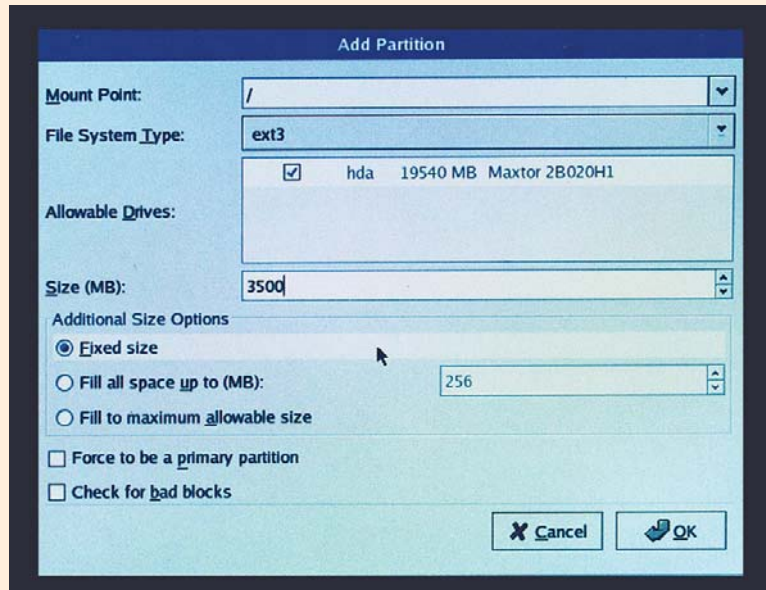 Add Partition
Mount Point: /
File System Type: ext3
Allowable Drives: hda 19540 MB Maxtor 2B020H1
Size (MB): 3500
Additional Size Options
Fixed size
Fill all space up to (MB): 256
Fill to maximum allowable size
Force to be a primary partition
Check for bad blocks
Cancel OK